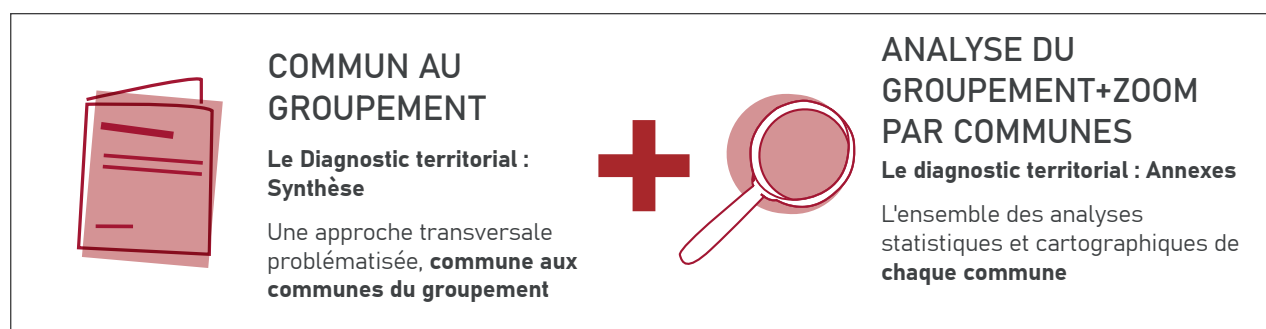 COMMUN AU
GROUPEMENT
Le Diagnostic territorial :
Synthèse
Une approche transversale
problématisée, commune aux
communes du groupement
ANALYSE DU
GROUPEMENT+ZOOM
PAR COMMUNES
Le diagnostic territorial : Annexes
L'ensemble des analyses
statistiques et cartographiques de
chaque commune